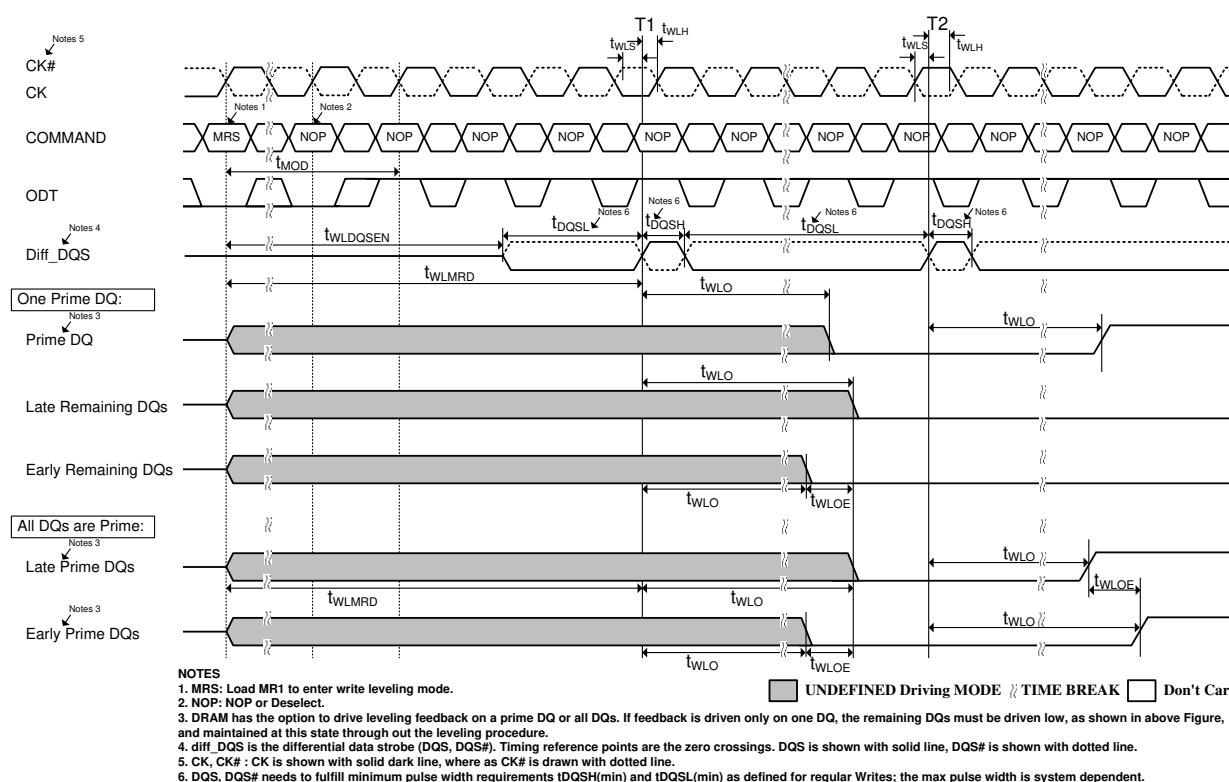 T1
T2
tWLS
tWLH
tWLS
tWLH
Notes 5
CK#
CK
Notes 1
Notes 2
COMMAND
MRS
NOP
NOP
NOP
NOP
NOP
NOP
NOP
NOP
NOP
NOP
NOP
tMOD
ODT
Notes 4
Diff_DQS
tWLDQSEN
tDQSL
Notes 6
tDQSH
Notes 6
tDQSL
Notes 6
tDQSH
Notes 6
tWLMRD
tWLO
One Prime DQ:
Notes 3
Prime DQ
tWLO
tWLO
Late Remaining DQs
Early Remaining DQs
tWLO
tWLOE
All DQs are Prime:
Notes 3
Late Prime DQs
tWLO
tWLMRD
tWLO
tWLOE
Notes 3
Early Prime DQs
tWLO
tWLO
tWLOE
NOTES
1. MRS: Load MR1 to enter write leveling mode.
2. NOP: NOP or Deselect.
UNDEFINED Driving MODE
TIME BREAK
Don't Car
3. DRAM has the option to drive leveling feedback on a prime DQ or all DQs. If feedback is driven only on one DQ, the remaining DQs must be driven low, as shown in above Figure,
and maintained at this state through out the leveling procedure.
4. diff_DQS is the differential data strobe (DQS, DQS#). Timing reference points are the zero crossings. DQS is shown with solid line, DQS# is shown with dotted line.
5. CK, CK# : CK is shown with solid dark line, where as CK# is drawn with dotted line.
6. DQS, DQS# needs to fulfill minimum pulse width requirements tDQSH(min) and tDQSL(min) as defined for regular Writes; the max pulse width is system dependent.